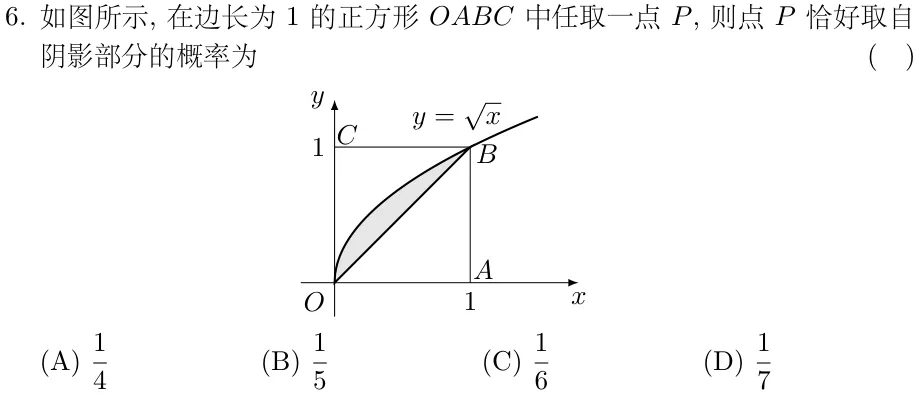 6. 如图所示, 在边长为 1 的正方形 OABC 中任取一点 P, 则点 P 恰好取自
阴影部分的概率为 ( )
y
C
y = √x
1
B
A
O
1
x
(A) 1/4 (B) 1/5 (C) 1/6 (D) 1/7